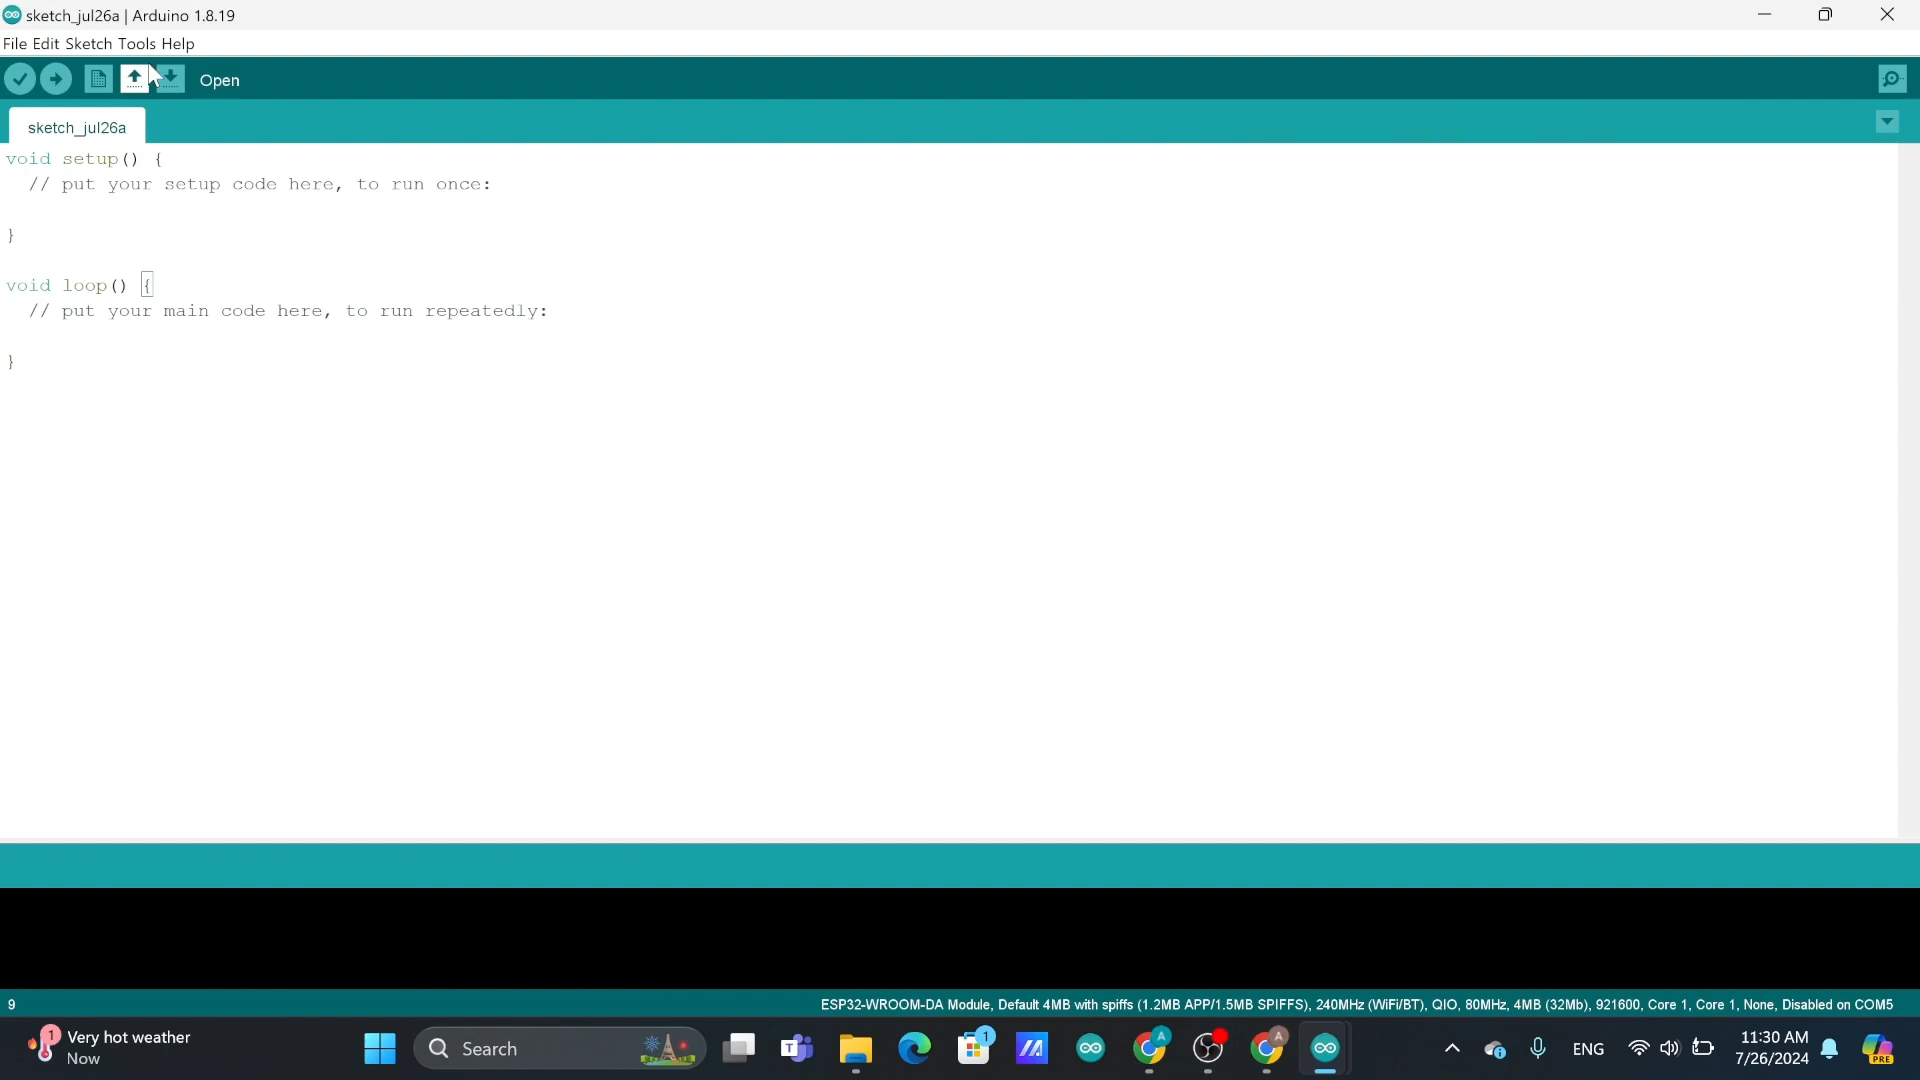 sketch_jul26a | Arduino 1.8.19
File Edit Sketch Tools Help
Open
sketch_jul26a
void setup() {
// put your setup code here, to run once:
}
void loop() {
// put your main code here, to run repeatedly:
}
9
ESP32-WROOM-DA Module, Default 4MB with spiffs (1.2MB APP/1.5MB SPIFFS), 240MHz (WiFi/BT), QIO, 80MHz, 4MB (32Mb), 921600, Core 1, Core 1, None, Disabled on COM5
1
Very hot weather
Now
Search
T
1
A
A
ENG
11:30 AM
7/26/2024
PRE